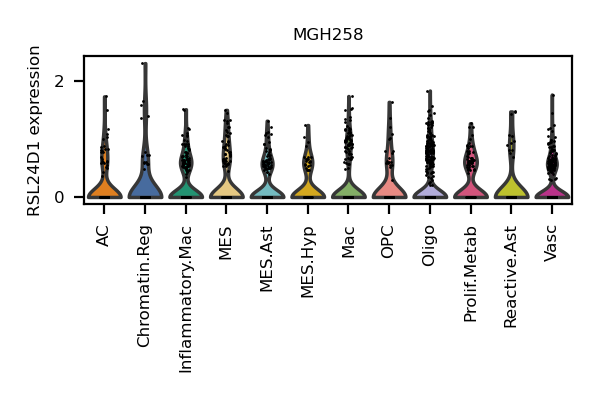 MGH258
RSL24D1 expression
2
0
AC
Chromatin.Reg
Inflammatory.Mac
MES
MES.Ast
MES.Hyp
Mac
OPC
Oligo
Prolif.Metab
Reactive.Ast
Vasc